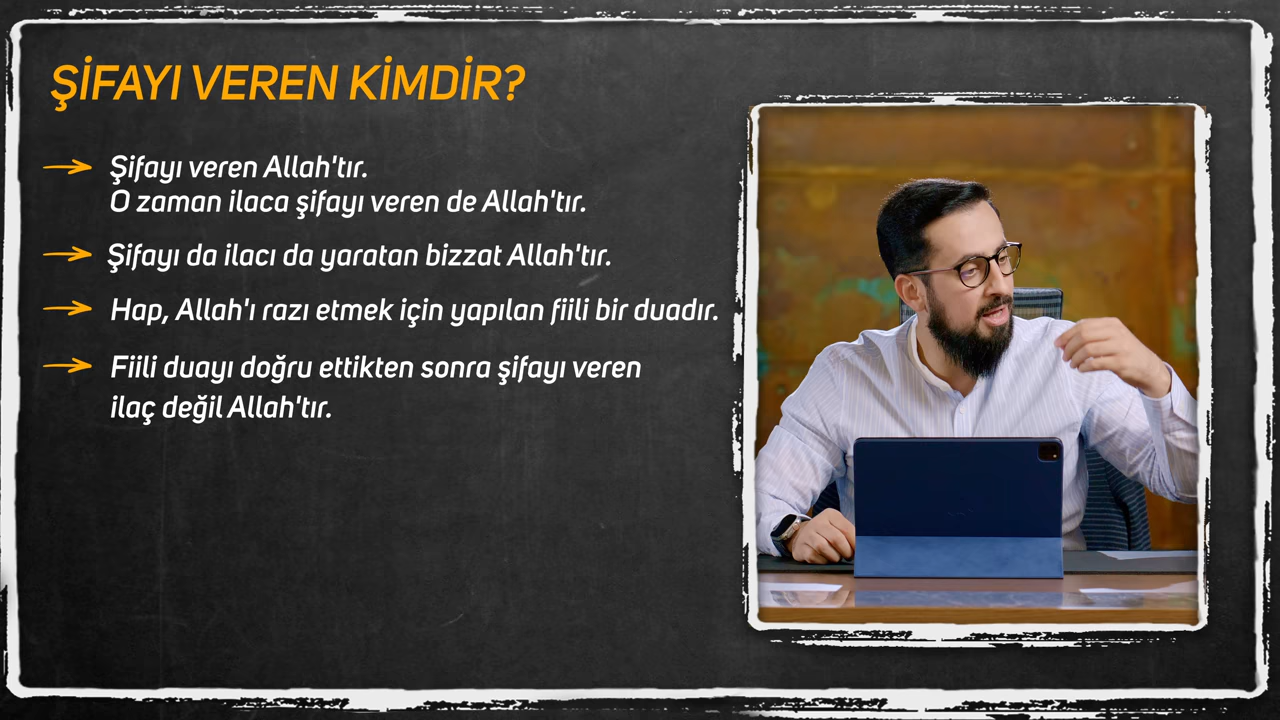 ŞİFAYI VEREN KİMDİR?
Şifayı veren Allah'tır.
O zaman ilaca şifayı veren de Allah'tır.
Şifayı da ilacı da yaratan bizzat Allah'tır.
Hap, Allah'ı razı etmek için yapılan fiili bir duadır.
Fiili duayı doğru ettikten sonra şifayı veren
ilaç değil Allah'tır.